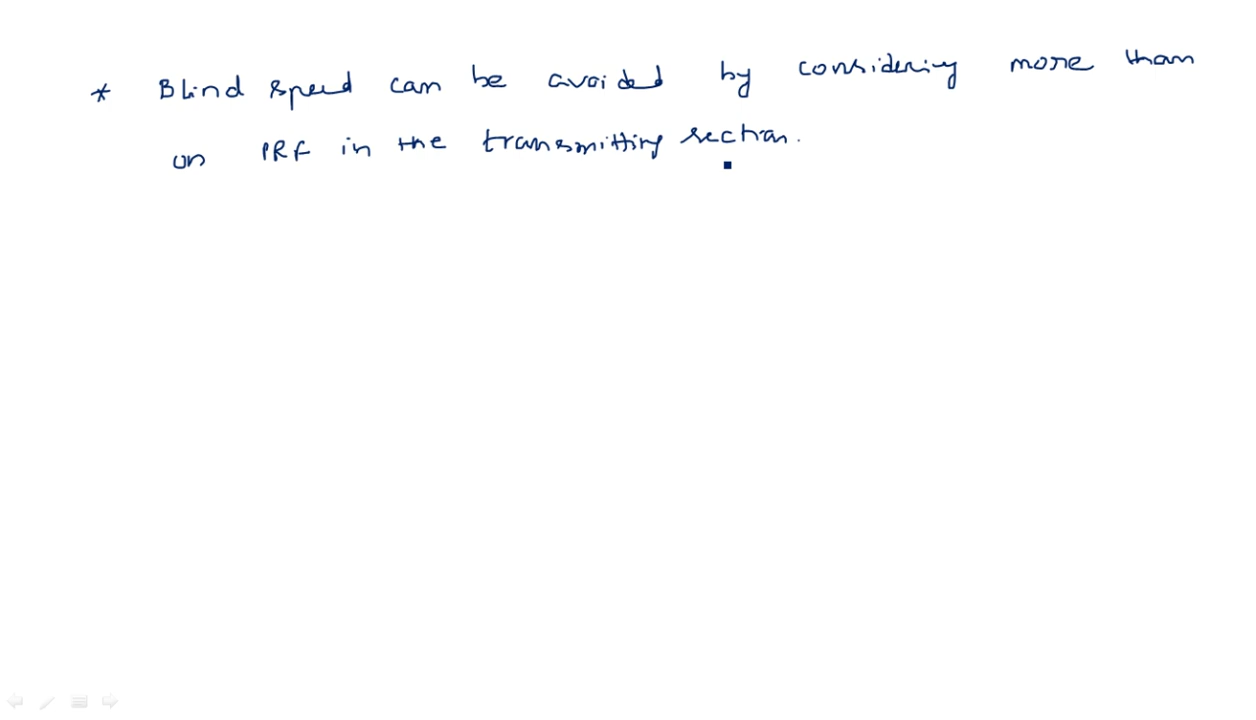 * Blind speed can be avoided by considering more than
on PRF in the transmitting section.